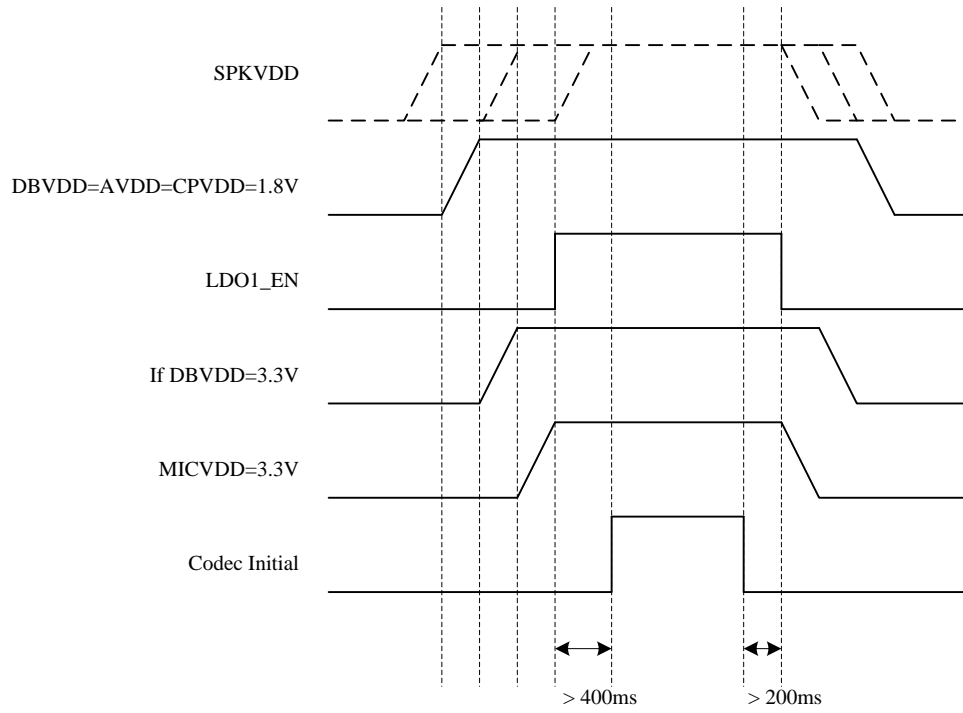 SPKVDD
DBVDD=AVDD=CPVDD=1.8V
LDO1_EN
If DBVDD=3.3V
MICVDD=3.3V
Codec Initial
> 400ms
> 200ms